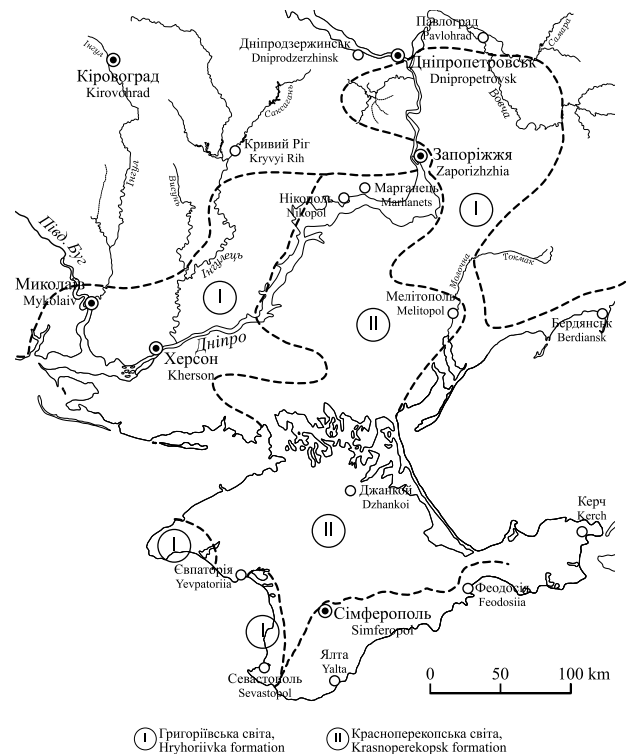 Павлоград
Pavlohrad
Самара
Інгул
Дніпродзержинськ
Dniprodzerzhinsk
Дніпропетровськ
Dnipropetrovsk
Кіровоград
Kirovohrad
Саксагань
Вовча
Кривий Ріг
Kryvyi Rih
Запоріжжя
Zaporizhzhia
Інгул
Висунь
Марганець
Marhanets
Нікополь
Nikopol
I
Півд. Буг
Інгулець
Молочна
Токмак
Миколаїв
Mykolaiv
I
Мелітополь
Melitopol
II
Бердянськ
Berdiansk
Дніпро
Херсон
Kherson
Джанкой
Dzhankoi
Керч
Kerch
II
I
Євпаторія
Yevpatoriia
Феодосія
Feodosiia
Сімферополь
Simferopol
I
Ялта
Yalta
Севастополь
Sevastopol
0 50 100 km
I Григоріївська світа,
Hryhoriivka formation
II Красноперекопська світа,
Krasnoperekopsk formation